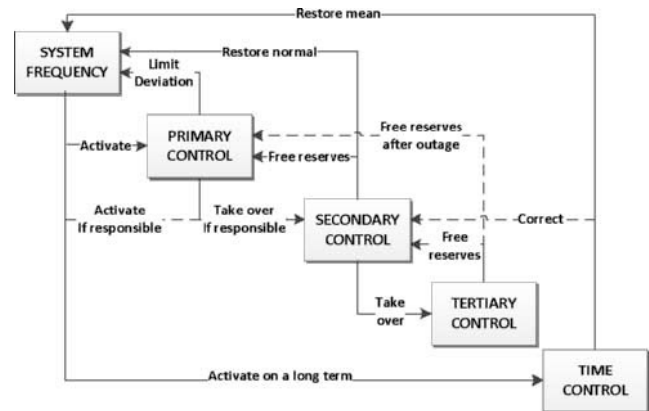 Restore mean
SYSTEM
FREQUENCY
Restore normal
Limit
Deviation
PRIMARY
CONTROL
Activate
Free reserves
after outage
Free reserves
Activate
If responsible
Take over
If responsible
SECONDARY
CONTROL
Correct
Free
reserves
Take
over
TERTIARY
CONTROL
Activate on a long term
TIME
CONTROL